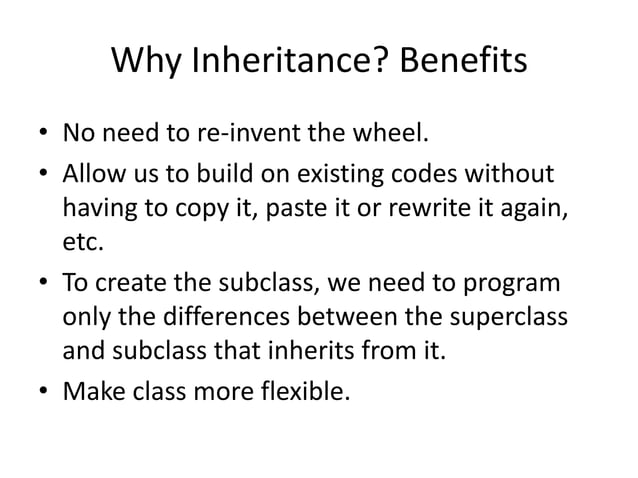 Why Inheritance? Benefits
• No need to re-invent the wheel.
• Allow us to build on existing codes without
having to copy it, paste it or rewrite it again,
etc.
• To create the subclass, we need to program
only the differences between the superclass
and subclass that inherits from it.
• Make class more flexible.